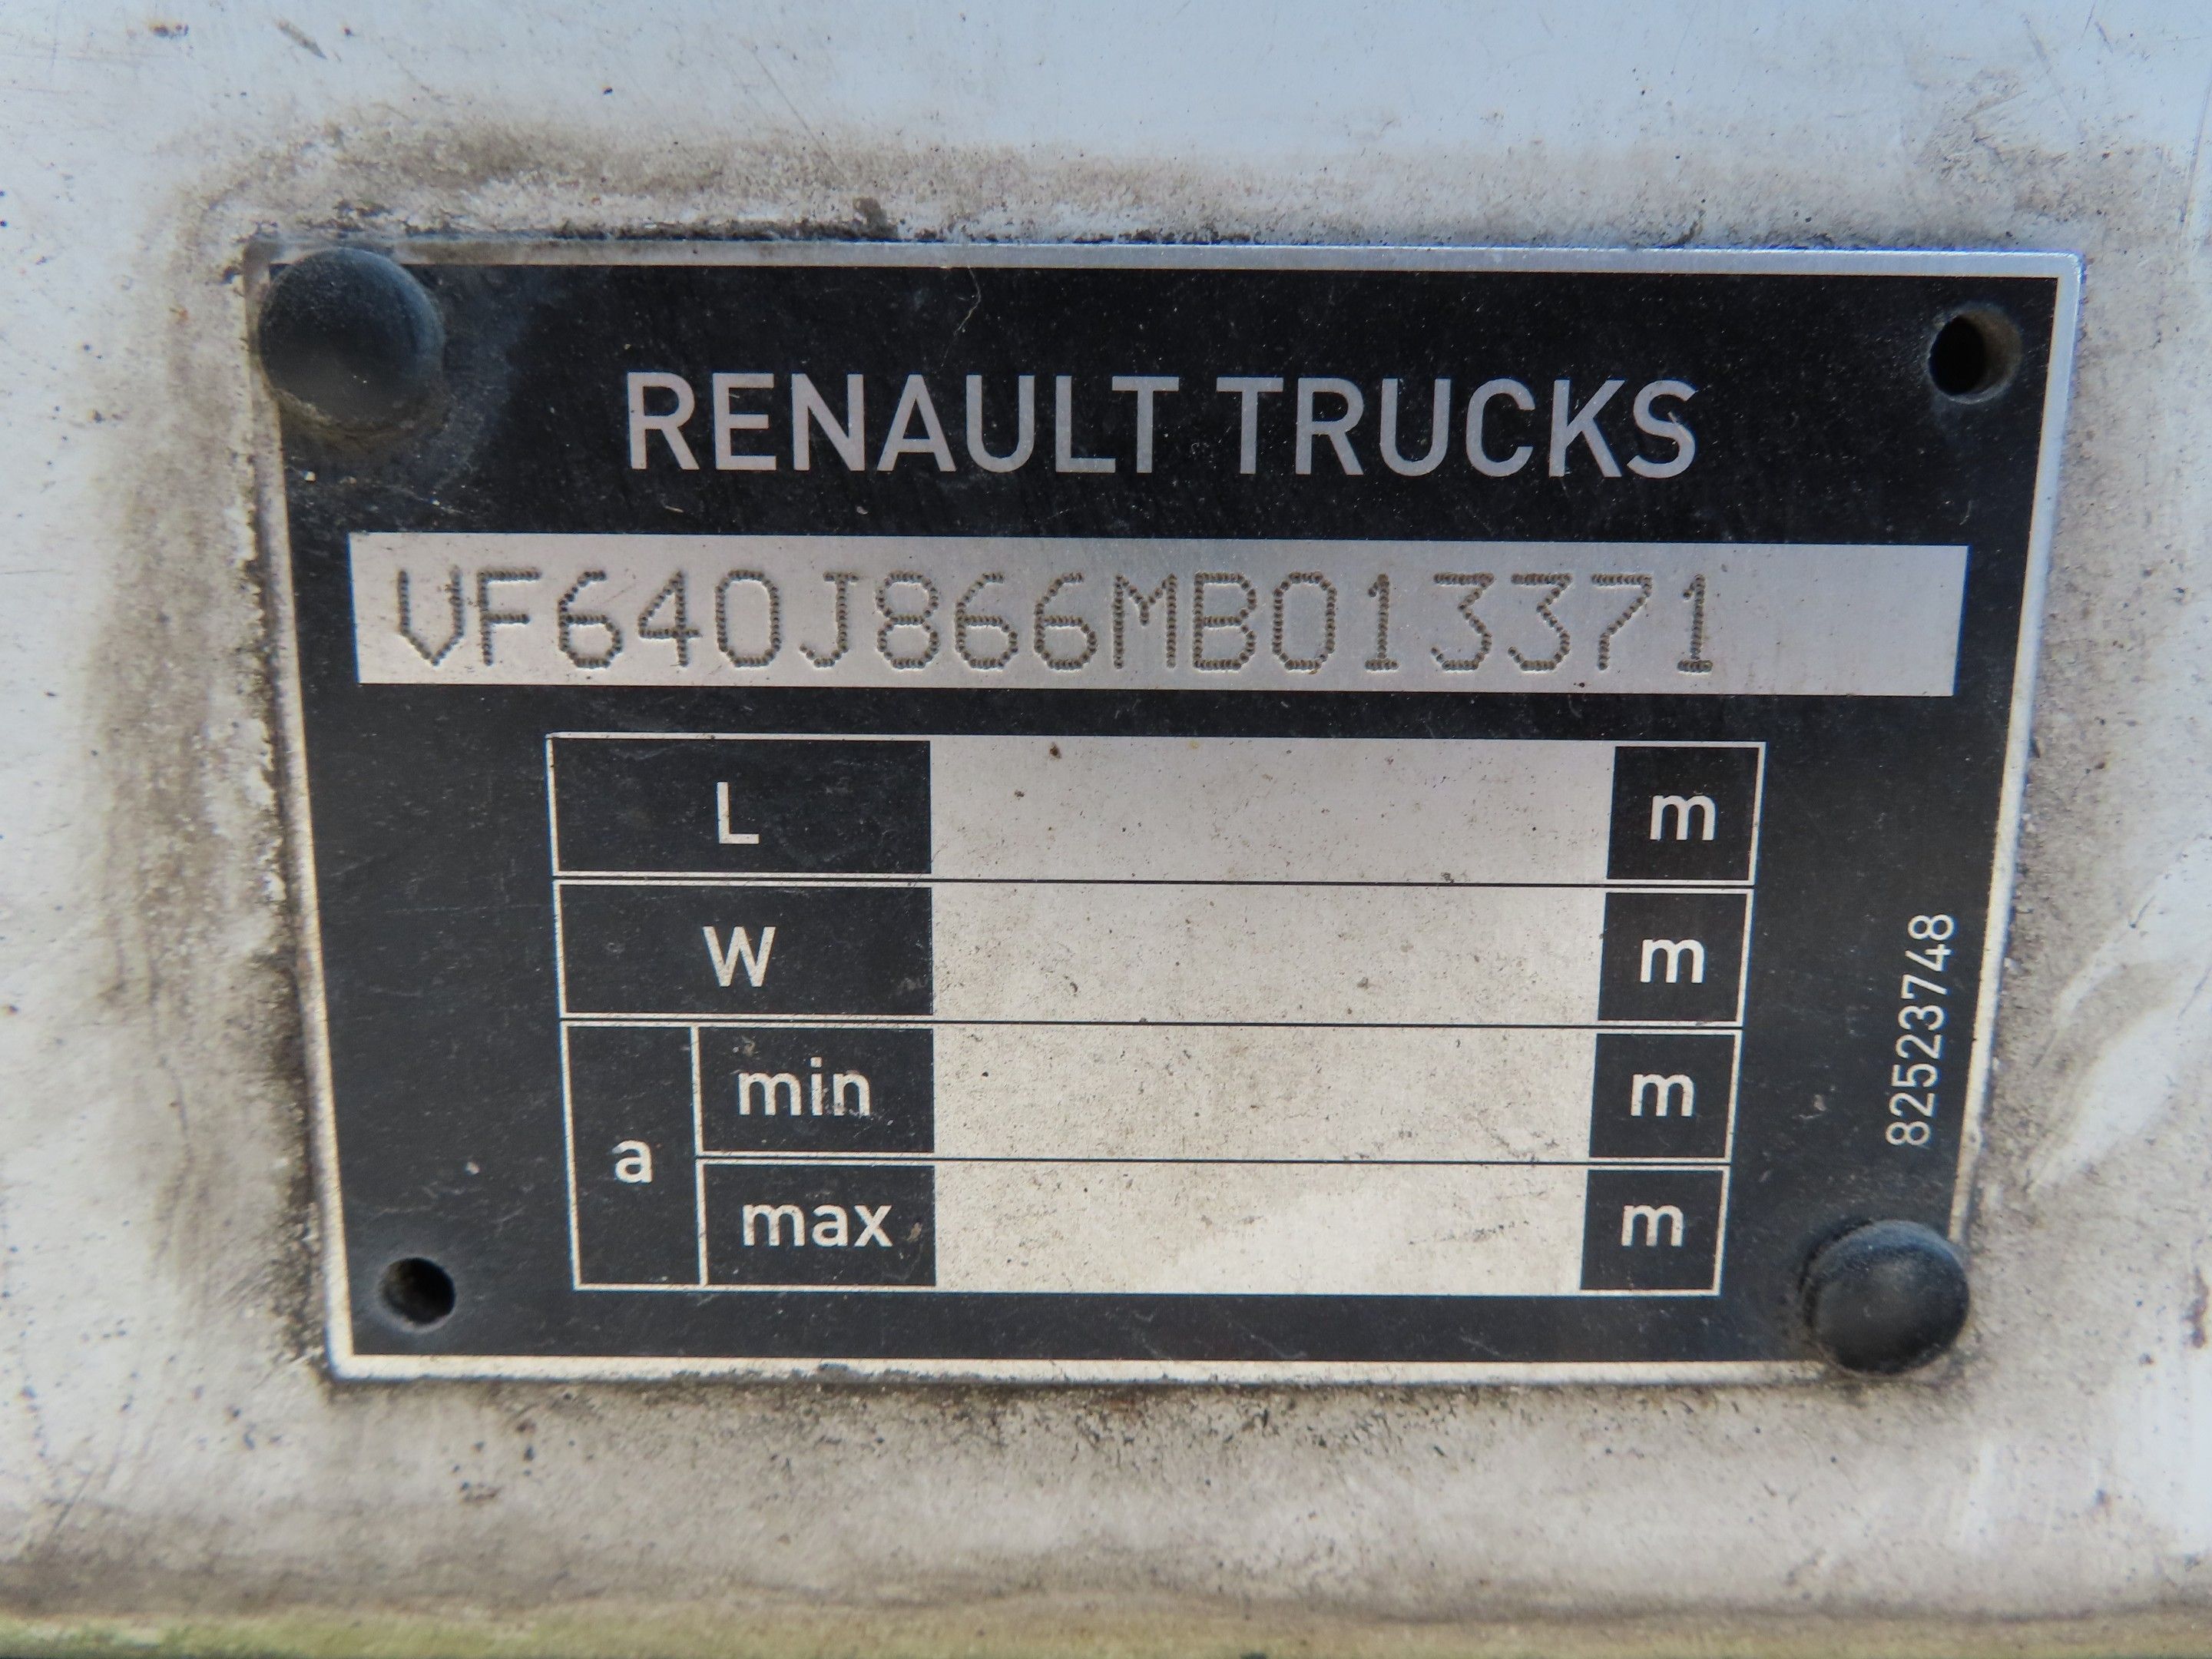 RENAULT TRUCKS
VF640J866MB013371
L m
W m
a min m
max m
82523748